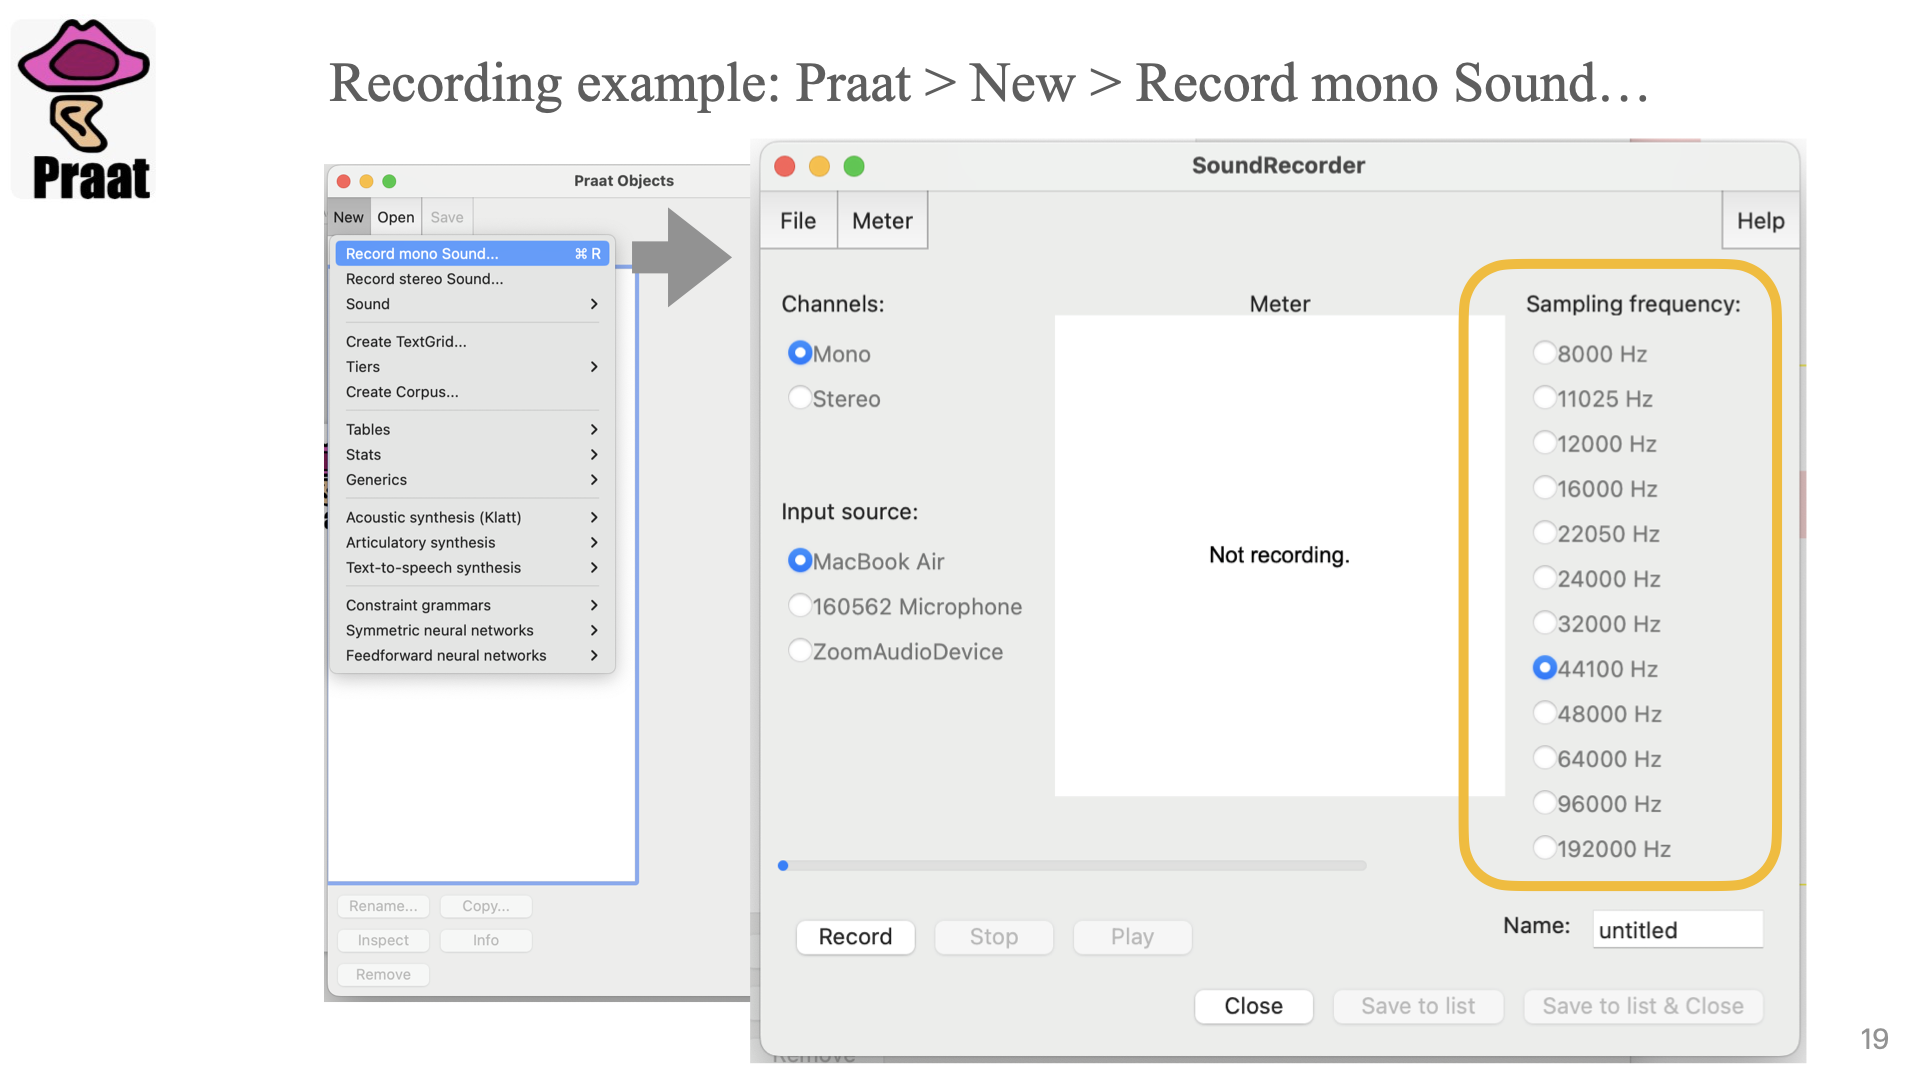 Praat
Recording example: Praat > New > Record mono Sound…
Praat Objects
New Open Save
Record mono Sound... ⌘ R
Record stereo Sound...
Sound
Create TextGrid...
Tiers
Create Corpus...
Tables
Stats
Generics
Acoustic synthesis (Klatt)
Articulatory synthesis
Text-to-speech synthesis
Constraint grammars
Symmetric neural networks
Feedforward neural networks
Rename... Copy...
Inspect Info
Remove
SoundRecorder
File Meter Help
Channels:
Mono
Stereo
Input source:
MacBook Air
160562 Microphone
ZoomAudioDevice
Meter
Not recording.
Sampling frequency:
8000 Hz
11025 Hz
12000 Hz
16000 Hz
22050 Hz
24000 Hz
32000 Hz
44100 Hz
48000 Hz
64000 Hz
96000 Hz
192000 Hz
Record Stop Play
Name: untitled
Close Save to list Save to list & Close
Remove
19